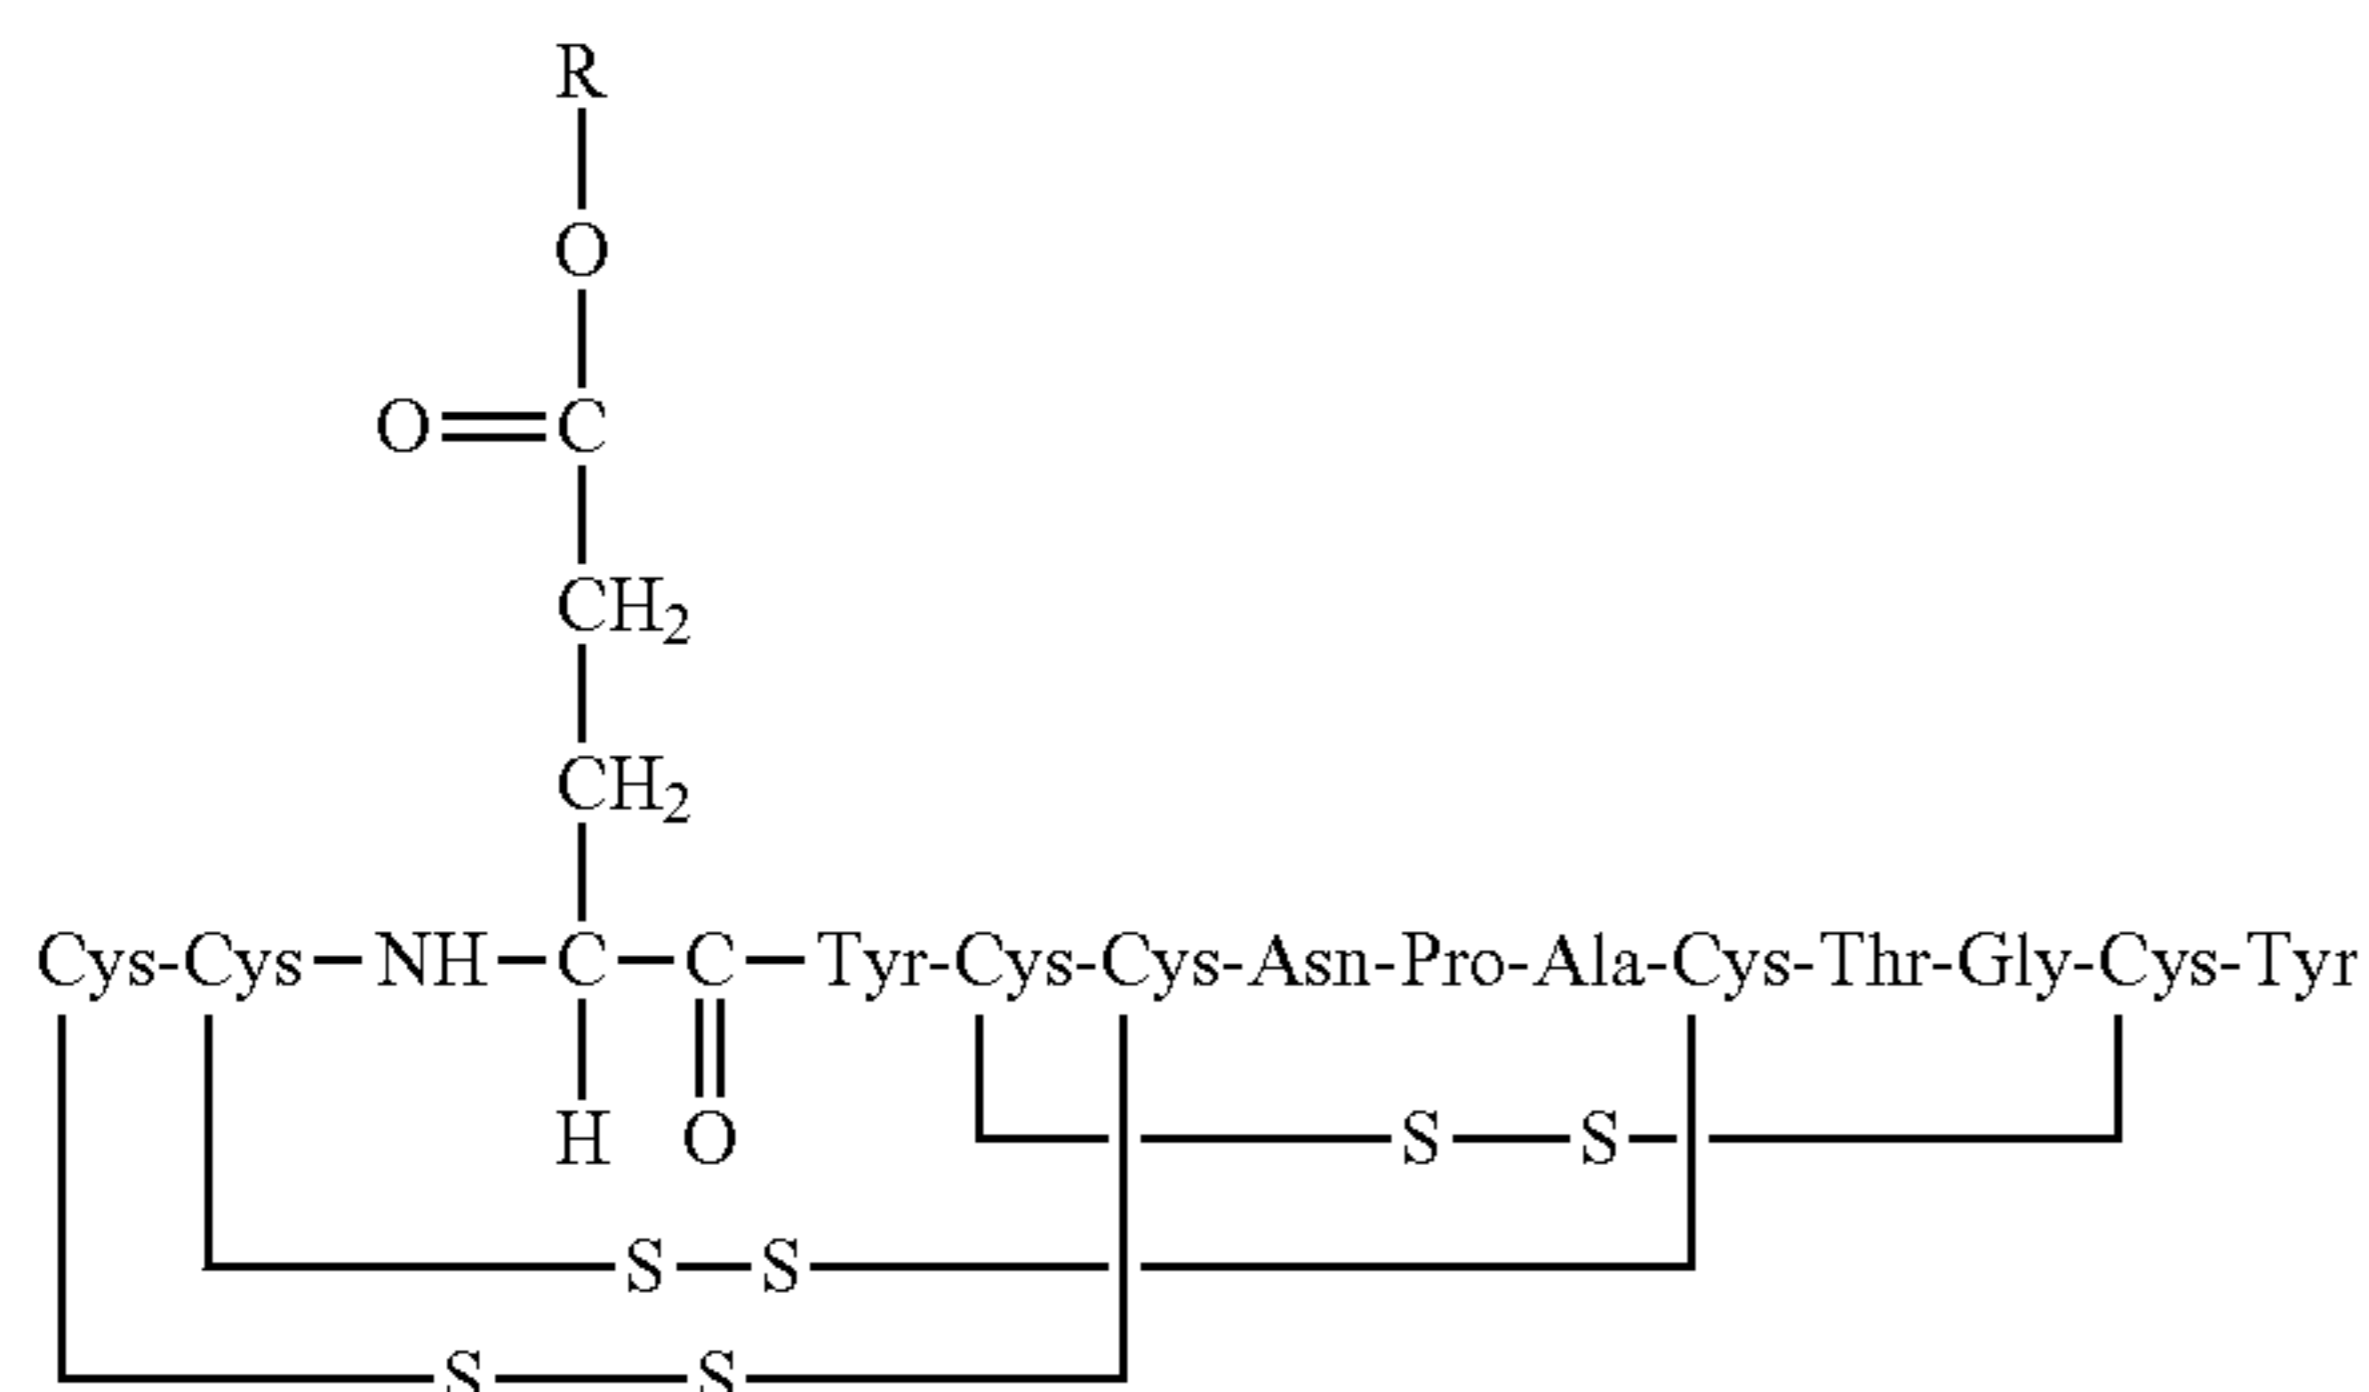 R
O
O=C
CH2
CH2
Cys-Cys—NH—C—C—Tyr-Cys-Cys-Asn-Pro-Ala-Cys-Thr-Gly-Cys-Tyr
H O S—S
S—S
S—S